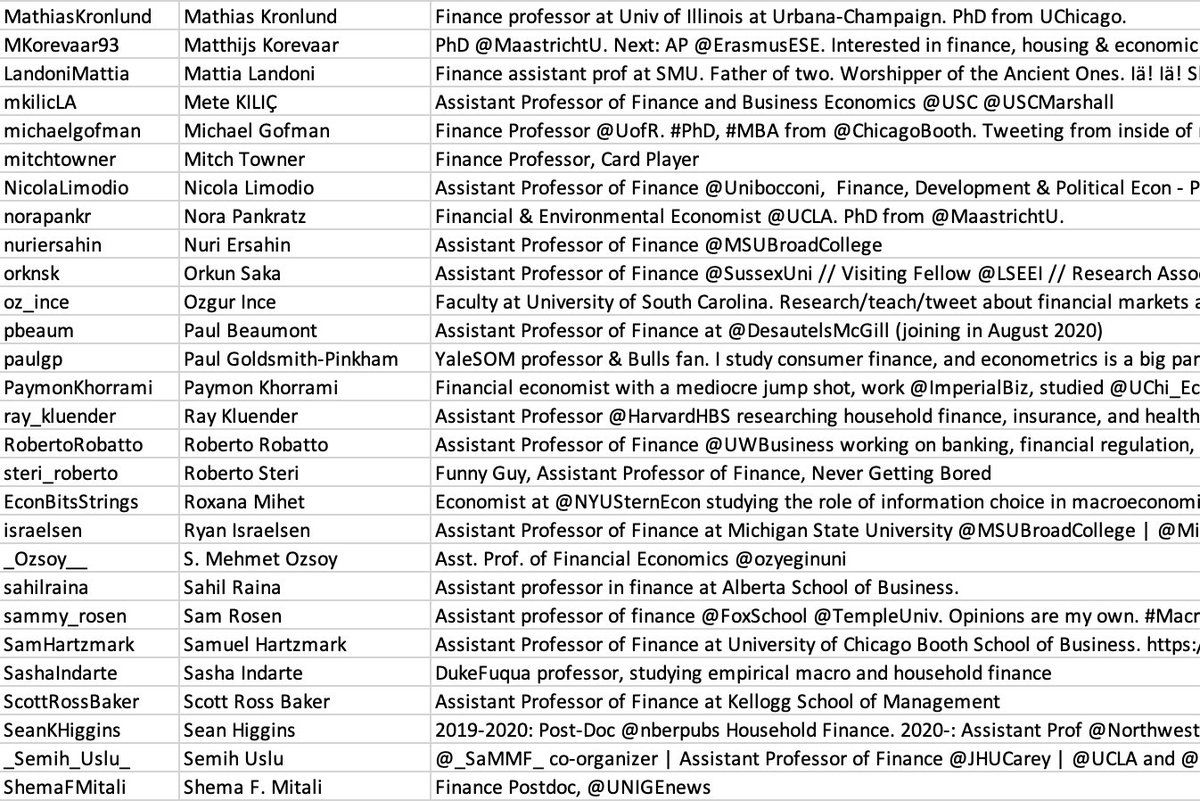 MathiasKronlund Mathias Kronlund Finance professor at Univ of Illinois at Urbana-Champaign. PhD from UChicago.
MKorevaar93 Matthijs Korevaar PhD @MaastrichtU. Next: AP @ErasmusESE. Interested in finance, housing & economic
LandoniMattia Mattia Landoni Finance assistant prof at SMU. Father of two. Worshipper of the Ancient Ones. Iä! Iä!
mkilicLA Mete KILIÇ Assistant Professor of Finance and Business Economics @USC @USCMarshall
michaelgofman Michael Gofman Finance Professor @UofR. #PhD, #MBA from @ChicagoBooth. Tweeting from inside of
mitchtowner Mitch Towner Finance Professor, Card Player
NicolaLimodio Nicola Limodio Assistant Professor of Finance @Unibocconi, Finance, Development & Political Econ - P
norapankr Nora Pankratz Financial & Environmental Economist @UCLA. PhD from @MaastrichtU.
nuriersahin Nuri Ersahin Assistant Professor of Finance @MSUBroadCollege
orknsk Orkun Saka Assistant Professor of Finance @SussexUni // Visiting Fellow @LSEEI // Research Asso
oz_ince Ozgur Ince Faculty at University of South Carolina. Research/teach/tweet about financial markets a
pbeaum Paul Beaumont Assistant Professor of Finance at @DesautelsMcGill (joining in August 2020)
paulgp Paul Goldsmith-Pinkham YaleSOM professor & Bulls fan. I study consumer finance, and econometrics is a big par
PaymonKhorrami Paymon Khorrami Financial economist with a mediocre jump shot, work @ImperialBiz, studied @UChi_Ec
ray_kluender Ray Kluender Assistant Professor @HarvardHBS researching household finance, insurance, and health
RobertoRobatto Roberto Robatto Assistant Professor of Finance @UWBusiness working on banking, financial regulation,
steri_roberto Roberto Steri Funny Guy, Assistant Professor of Finance, Never Getting Bored
EconBitsStrings Roxana Mihet Economist at @NYUSternEcon studying the role of information choice in macroeconomi
israelsen Ryan Israelsen Assistant Professor of Finance at Michigan State University @MSUBroadCollege | @Mi
_Ozsoy__ S. Mehmet Ozsoy Asst. Prof. of Financial Economics @ozyeginuni
sahilraina Sahil Raina Assistant professor in finance at Alberta School of Business.
sammy_rosen Sam Rosen Assistant professor of finance @FoxSchool @TempleUniv. Opinions are my own. #Macr
SamHartzmark Samuel Hartzmark Assistant Professor of Finance at University of Chicago Booth School of Business. https:/
SashaIndarte Sasha Indarte DukeFuqua professor, studying empirical macro and household finance
ScottRossBaker Scott Ross Baker Assistant Professor of Finance at Kellogg School of Management
SeanKHiggins Sean Higgins 2019-2020: Post-Doc @nberpubs Household Finance. 2020-: Assistant Prof @Northwest
_Semih_Uslu_ Semih Uslu @_SaMMF_ co-organizer | Assistant Professor of Finance @JHUCarey | @UCLA and @
ShemaFMitali Shema F. Mitali Finance Postdoc, @UNIGEnews